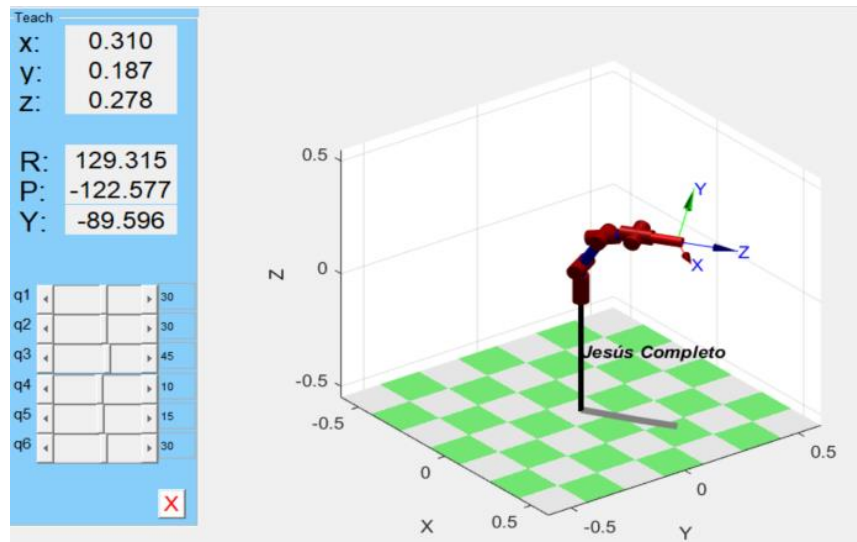 Teach
x: 0.310
y: 0.187
z: 0.278
R: 129.315
P: -122.577
Y: -89.596
q1 30
q2 30
q3 45
q4 10
q5 15
q6 30
X
0.5
0
-0.5
Z
Y
Z
X
Jesús Completo
-0.5
0
0.5
X
-0.5
0
0.5
Y